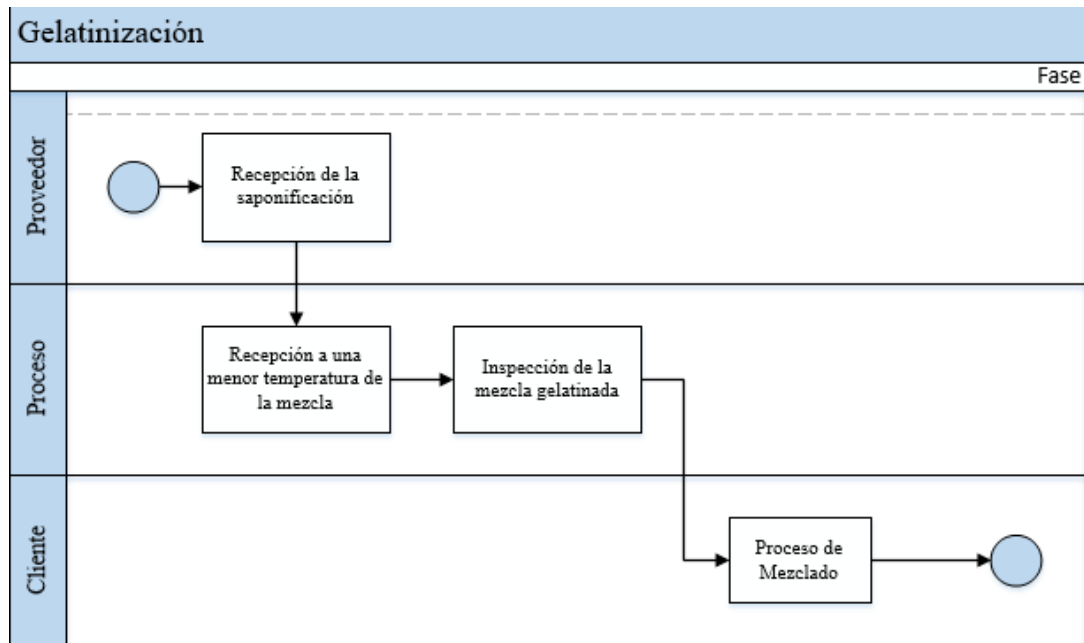 Gelatinización
Fase
Proveedor
Recepción de la
saponificación
Proceso
Recepción a una
menor temperatura de
la mezcla
Inspección de la
mezcla gelatinada
Cliente
Proceso de
Mezclado